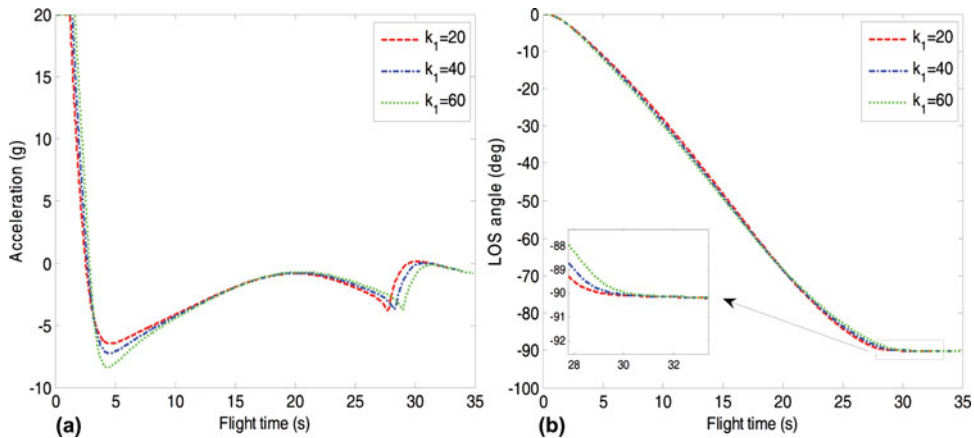 20
15
10
5
0
-5
-10
Acceleration (g)
k1=20
k1=40
k1=60
0 5 10 15 20 25 30 35
(a) Flight time (s)
0
-10
-20
-30
-40
-50
-60
-70
-80
-90
-100
LOS angle (deg)
k1=20
k1=40
k1=60
-88
-89
-90
-91
-92
28 30 32
0 5 10 15 20 25 30 35
(b) Flight time (s)